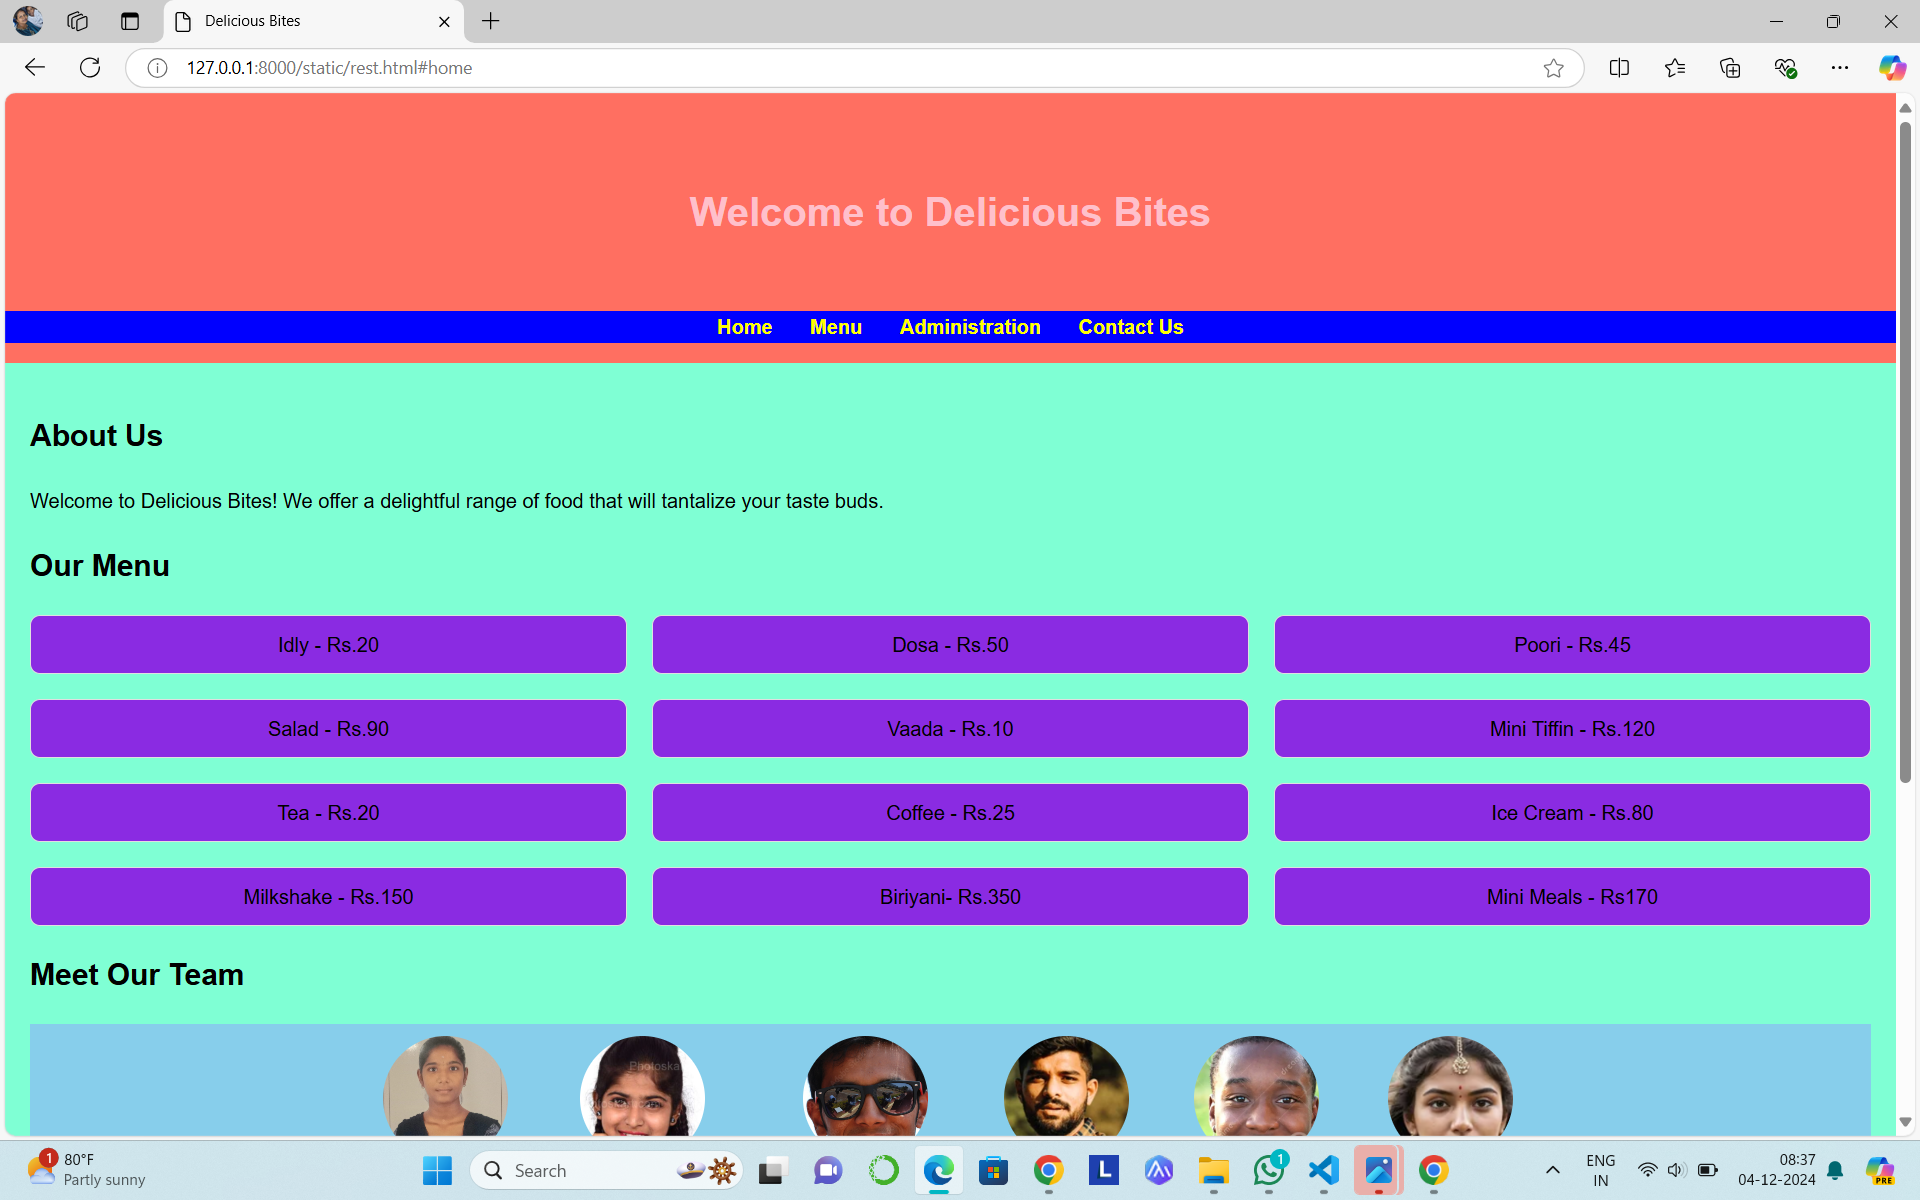 Delicious Bites
127.0.0.1:8000/static/rest.html#home
Welcome to Delicious Bites
Home Menu Administration Contact Us
About Us
Welcome to Delicious Bites! We offer a delightful range of food that will tantalize your taste buds.
Our Menu
Idly - Rs.20 Dosa - Rs.50 Poori - Rs.45
Salad - Rs.90 Vaada - Rs.10 Mini Tiffin - Rs.120
Tea - Rs.20 Coffee - Rs.25 Ice Cream - Rs.80
Milkshake - Rs.150 Biriyani- Rs.350 Mini Meals - Rs170
Meet Our Team
1 80°F
Partly sunny
Search
L
1
ENG
IN
08:37
04-12-2024
PRE